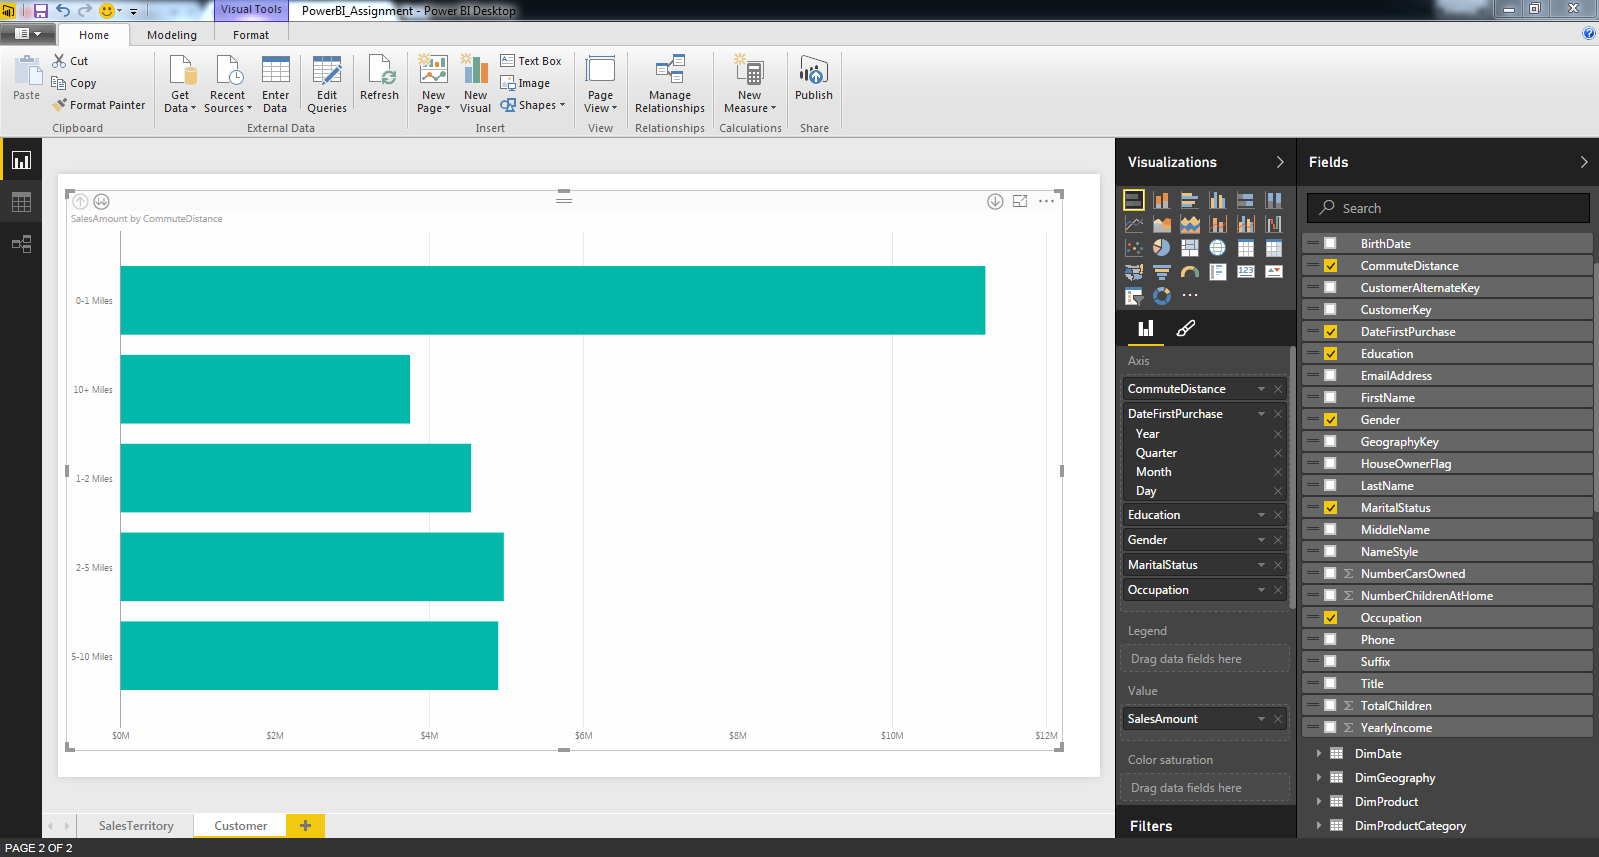 Visual Tools
PowerBI_Assignment - Power BI Desktop
Home
Modeling
Format
Paste
Cut
Copy
Format Painter
Clipboard
Get Data
Recent Sources
Enter Data
Edit Queries
Refresh
External Data
New Page
New Visual
Text Box
Image
Shapes
Insert
Page View
View
Manage Relationships
Relationships
New Measure
Calculations
Publish
Share
SalesAmount by CommuteDistance
0-1 Miles
10+ Miles
1-2 Miles
2-5 Miles
5-10 Miles
$0M $2M $4M $6M $8M $10M $12M
SalesTerritory
Customer
PAGE 2 OF 2
Visualizations
123
Axis
CommuteDistance
DateFirstPurchase
Year
Quarter
Month
Day
Education
Gender
MaritalStatus
Occupation
Legend
Drag data fields here
Value
SalesAmount
Color saturation
Drag data fields here
Filters
Fields
Search
BirthDate
CommuteDistance
CustomerAlternateKey
CustomerKey
DateFirstPurchase
Education
EmailAddress
FirstName
Gender
GeographyKey
HouseOwnerFlag
LastName
MaritalStatus
MiddleName
NameStyle
Σ NumberCarsOwned
Σ NumberChildrenAtHome
Occupation
Phone
Suffix
Title
Σ TotalChildren
Σ YearlyIncome
DimDate
DimGeography
DimProduct
DimProductCategory